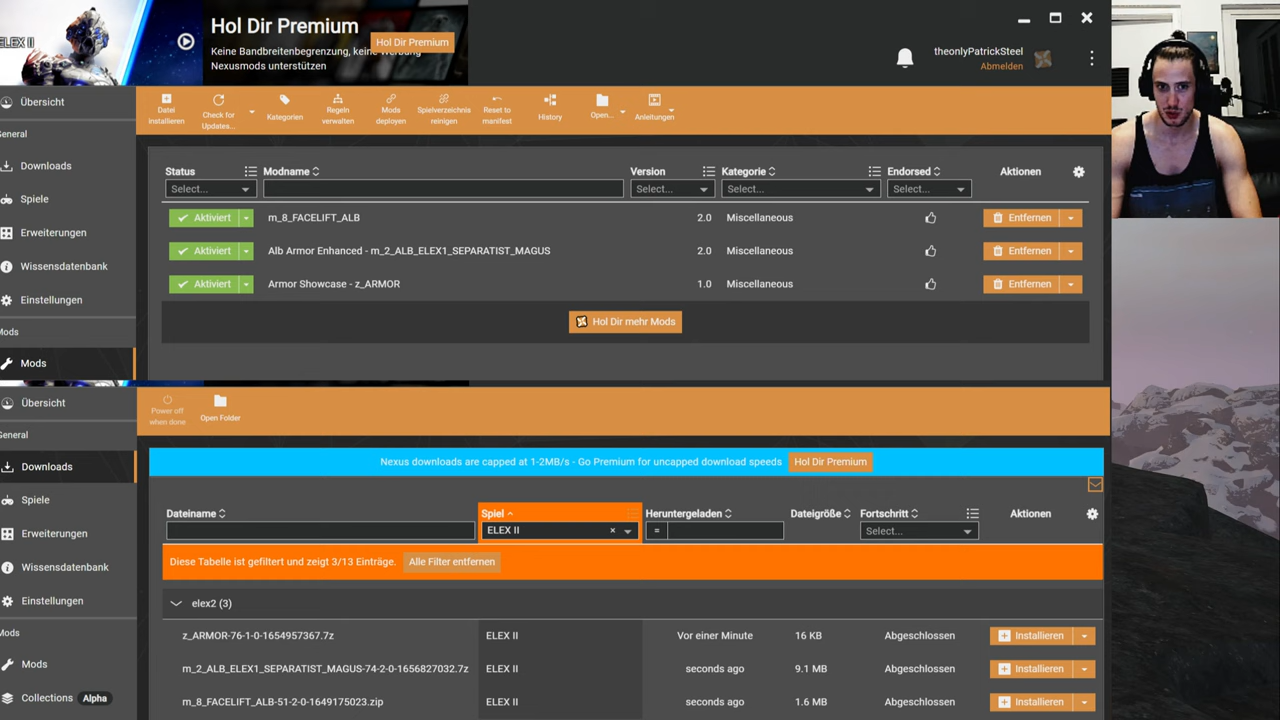 ELEX II
Hol Dir Premium
Keine Bandbreitenbegrenzung, keine Werbung
Nexusmods unterstützen
Hol Dir Premium
theonlyPatrickSteel
Abmelden
Übersicht
General
Downloads
Spiele
Erweiterungen
Wissensdatenbank
Einstellungen
Mods
Mods
Datei installieren
Check for Updates...
Kategorien
Regeln verwalten
Mods deployen
Spielverzeichnis reinigen
Reset to manifest
History
Open...
Anleitungen
Status Modname Version Kategorie Endorsed Aktionen
Select... Select... Select... Select...
Aktiviert m_8_FACELIFT_ALB 2.0 Miscellaneous Entfernen
Aktiviert Alb Armor Enhanced - m_2_ALB_ELEX1_SEPARATIST_MAGUS 2.0 Miscellaneous Entfernen
Aktiviert Armor Showcase - z_ARMOR 1.0 Miscellaneous Entfernen
Hol Dir mehr Mods
Übersicht
General
Downloads
Spiele
Erweiterungen
Wissensdatenbank
Einstellungen
Mods
Mods
Collections Alpha
Power off when done
Open Folder
Nexus downloads are capped at 1-2MB/s - Go Premium for uncapped download speeds Hol Dir Premium
Dateiname Spiel Heruntergeladen Dateigröße Fortschritt Aktionen
ELEX II × = Select...
Diese Tabelle ist gefiltert und zeigt 3/13 Einträge. Alle Filter entfernen
elex2 (3)
z_ARMOR-76-1-0-1654957367.7z ELEX II Vor einer Minute 16 KB Abgeschlossen Installieren
m_2_ALB_ELEX1_SEPARATIST_MAGUS-74-2-0-1656827032.7z ELEX II seconds ago 9.1 MB Abgeschlossen Installieren
m_8_FACELIFT_ALB-51-2-0-1649175023.zip ELEX II seconds ago 1.6 MB Abgeschlossen Installieren